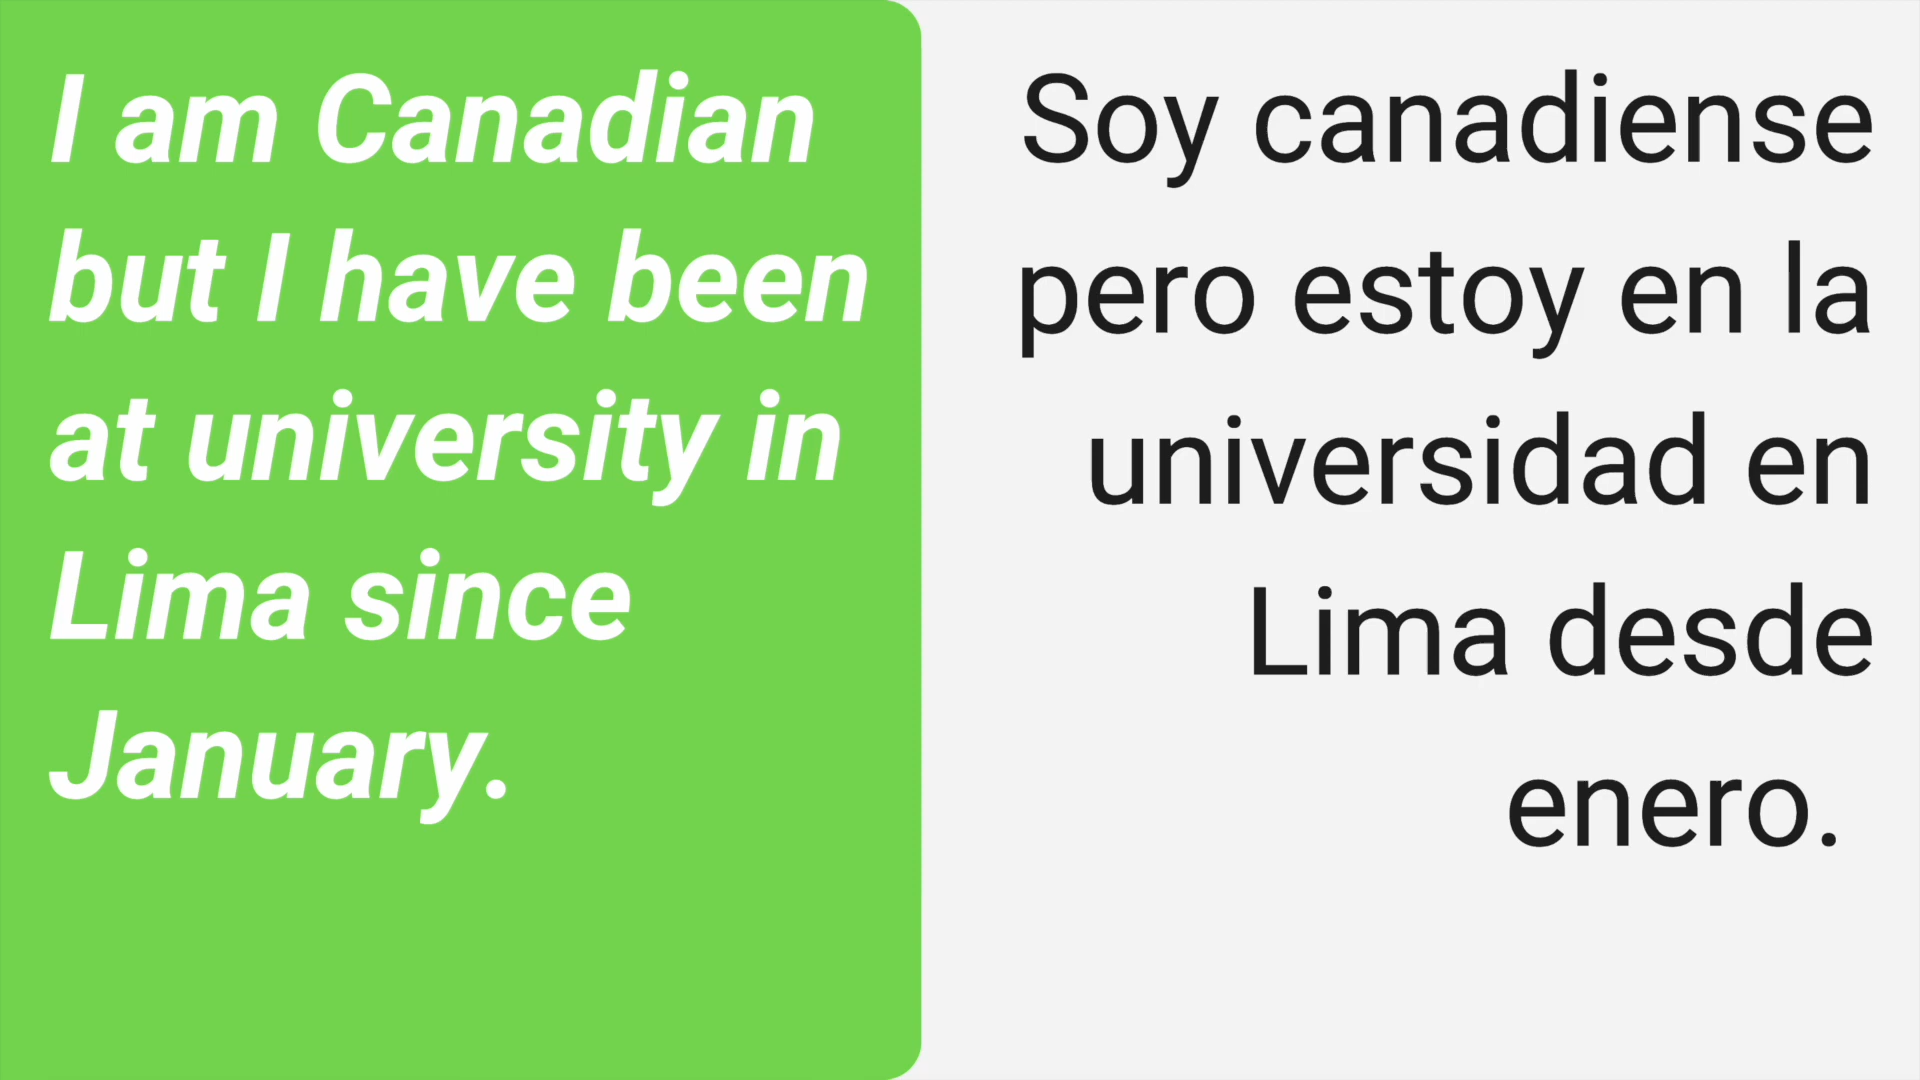 I am Canadian
but I have been
at university in
Lima since
January.
Soy canadiense
pero estoy en la
universidad en
Lima desde
enero.